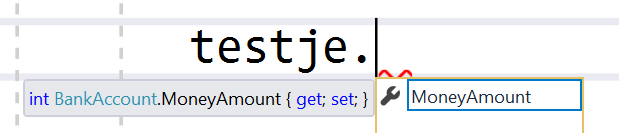 testje.
int BankAccount.MoneyAmount { get; set; }
MoneyAmount